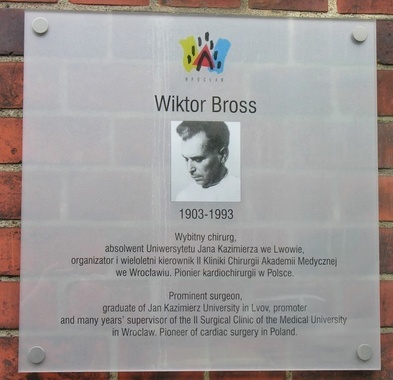 WROCŁAW
Wiktor Bross
1903-1993
Wybitny chirurg,
absolwent Uniwersytetu Jana Kazimierza we Lwowie,
organizator i wieloletni kierownik II Kliniki Chirurgii Akademii Medycznej
we Wrocławiu. Pionier kardiochirurgii w Polsce.
Prominent surgeon,
graduate of Jan Kazimierz University in Lvov, promoter
and many years' supervisor of the II Surgical Clinic of the Medical University
in Wroclaw. Pioneer of cardiac surgery in Poland.